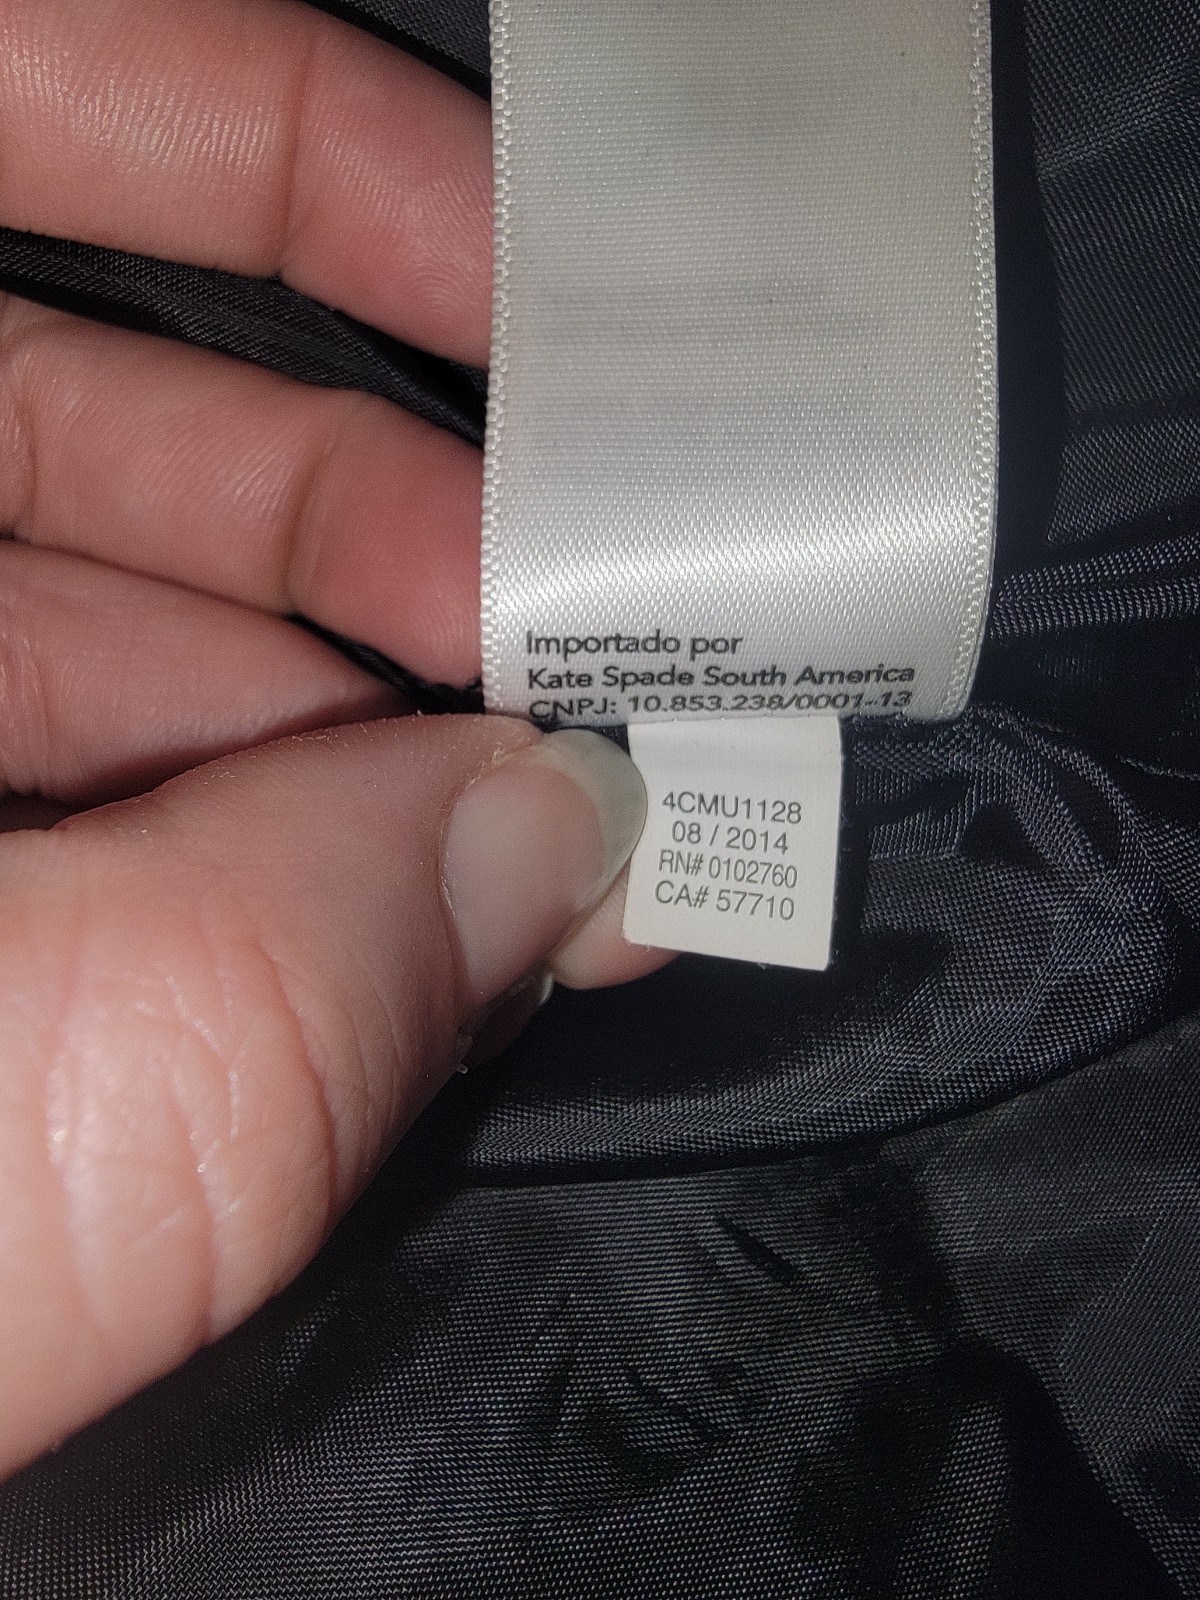 Importado por
Kate Spade South America
CNPJ: 10.853.238/0001-13
4CMU1128
08 / 2014
RN# 0102760
CA# 57710